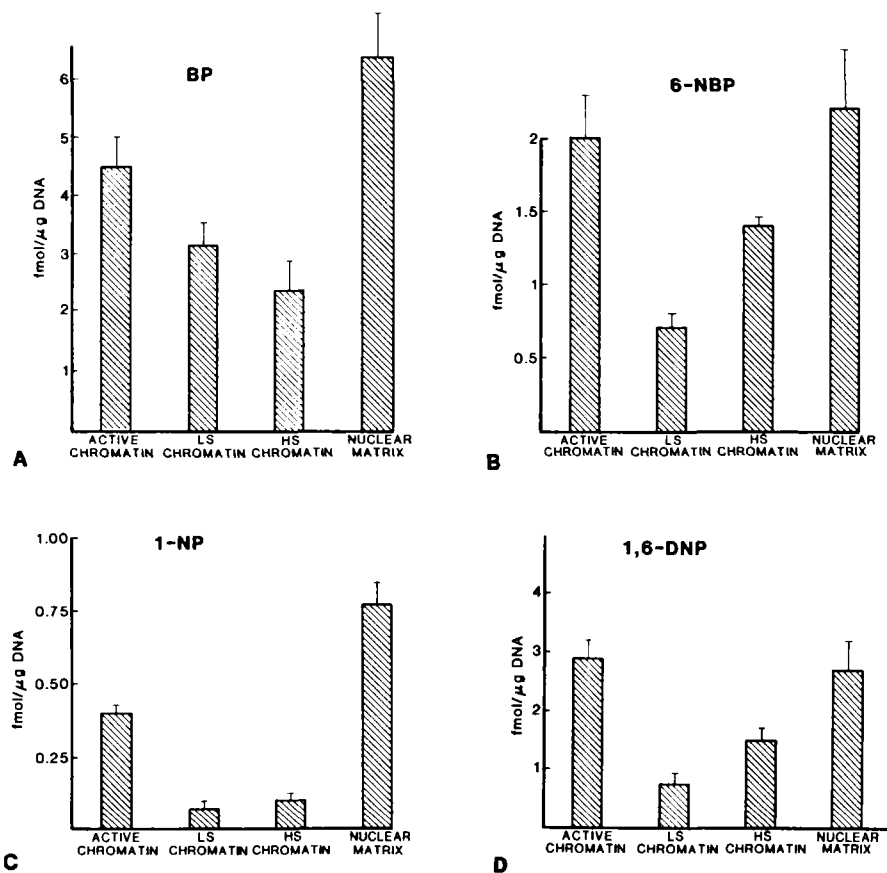 BP
6
5
4
3
2
1
fmol/μg DNA
ACTIVE CHROMATIN
LS CHROMATIN
HS CHROMATIN
NUCLEAR MATRIX
A
6-NBP
2
1.5
1
0.5
fmol/μg DNA
ACTIVE CHROMATIN
LS CHROMATIN
HS CHROMATIN
NUCLEAR MATRIX
B
1-NP
1.00
0.75
0.50
0.25
fmol/μg DNA
ACTIVE CHROMATIN
LS CHROMATIN
HS CHROMATIN
NUCLEAR MATRIX
C
1,6-DNP
4
3
2
1
fmol/μg DNA
ACTIVE CHROMATIN
LS CHROMATIN
HS CHROMATIN
NUCLEAR MATRIX
D